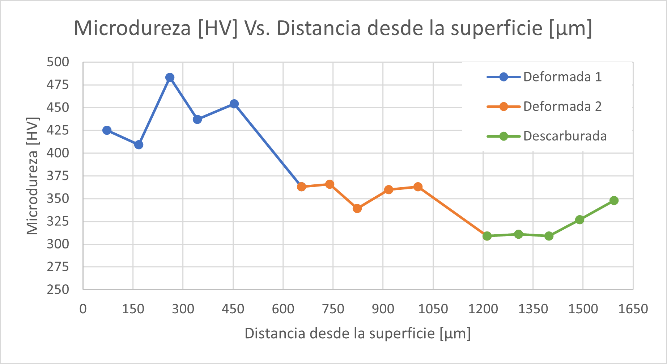 Microdureza [HV] Vs. Distancia desde la superficie [µm]
500
475
450
425
400
375
350
325
300
275
250
Microdureza [HV]
Deformada 1
Deformada 2
Descarburada
0 150 300 450 600 750 900 1050 1200 1350 1500 1650
Distancia desde la superficie [µm]